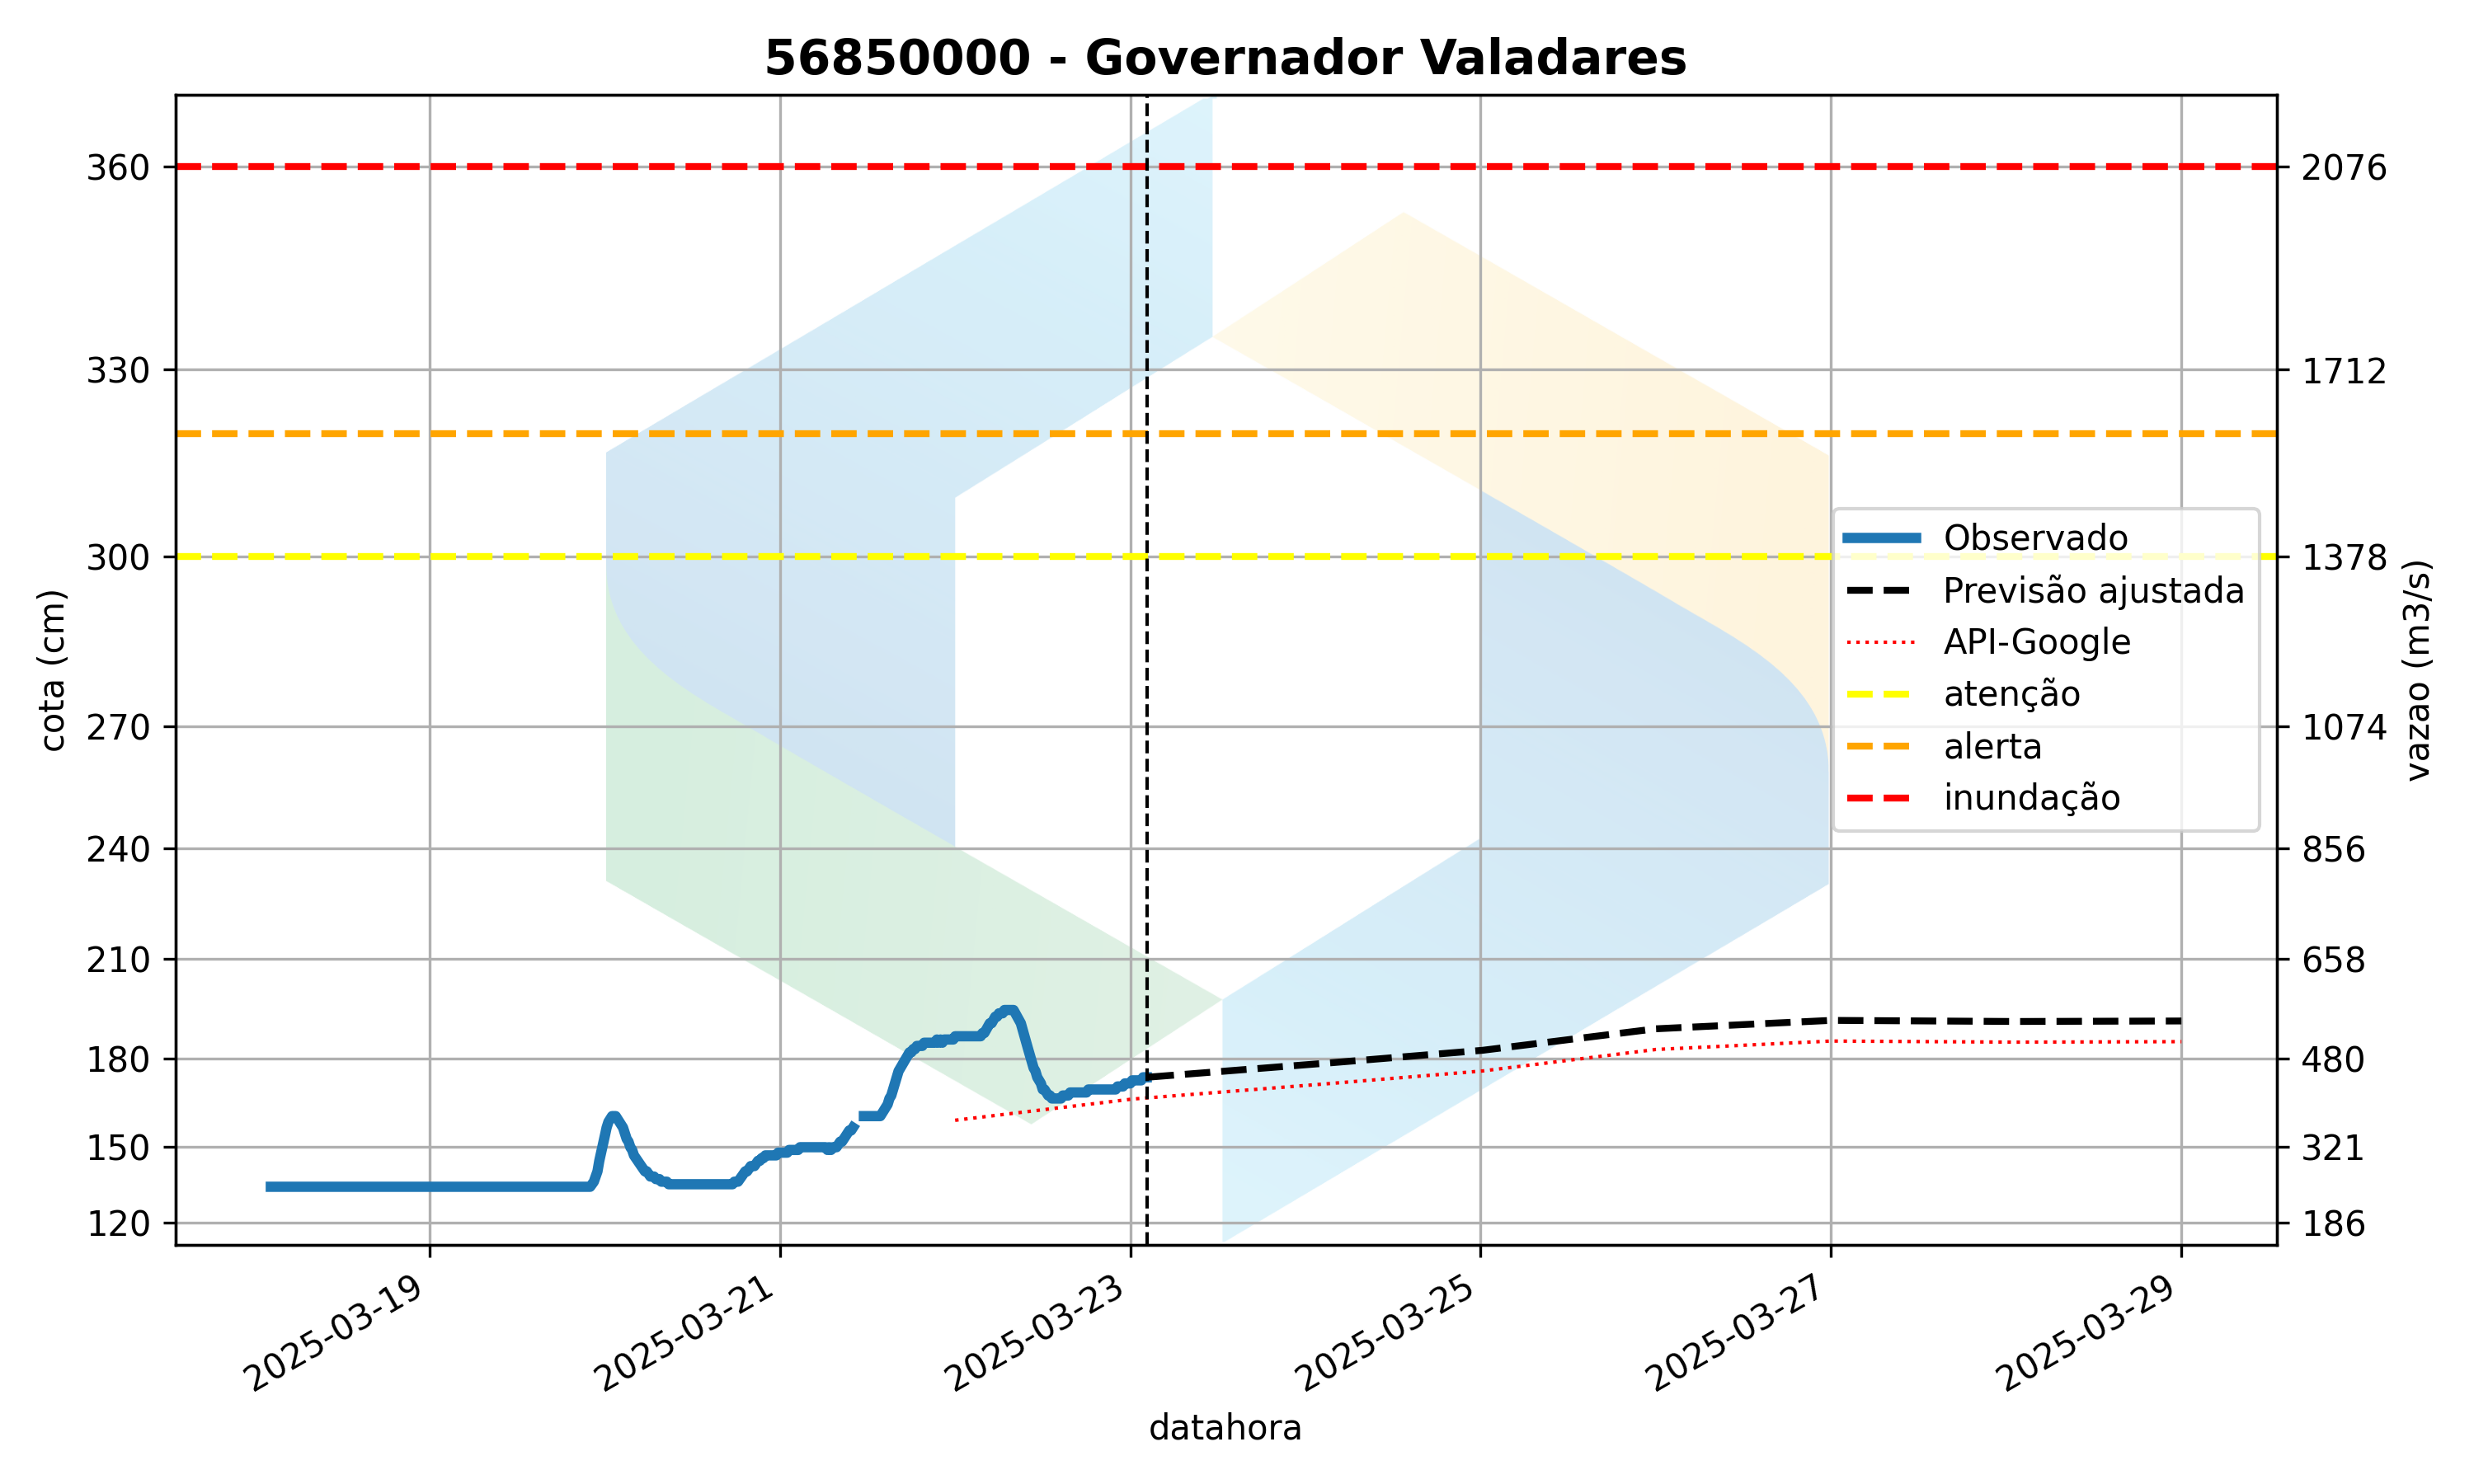 56850000 - Governador Valadares
cota (cm)
360
330
300
270
240
210
180
150
120
2076
1712
1378
1074
856
658
480
321
186
vazao (m3/s)
Observado
Previsão ajustada
API-Google
atenção
alerta
inundação
2025-03-19
2025-03-21
2025-03-23
2025-03-25
2025-03-27
2025-03-29
datahora